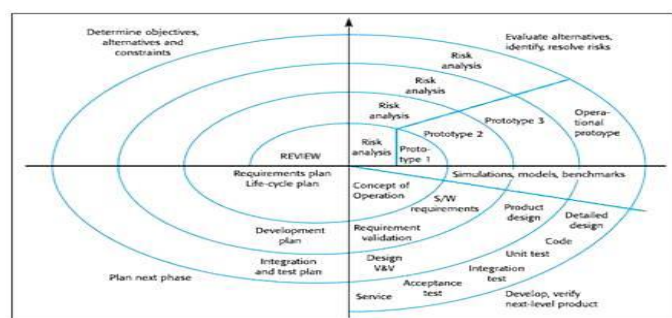 Determine objectives,
alternatives and
constraints
Evaluate alternatives,
identify, resolve risks
Risk
analysis
Risk
analysis
Risk
analysis
Risk
analysis
REVIEW
Proto-
type 1
Prototype 2
Prototype 3
Opera-
tional
protoype
Requirements plan
Life-cycle plan
Concept of
Operation
Simulations, models, benchmarks
S/W
requirements
Product
design
Detailed
design
Development
plan
Requirement
validation
Code
Unit test
Integration
and test plan
Design
V&V
Integration
test
Plan next phase
Acceptance
test
Service
Develop, verify
next-level product